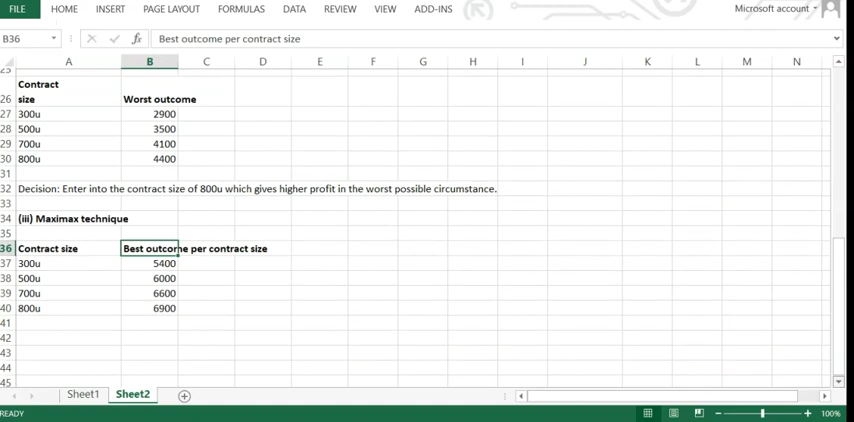 FILE HOME INSERT PAGE LAYOUT FORMULAS DATA REVIEW VIEW ADD-INS Microsoft account
B36 fx Best outcome per contract size
A B C D E F G H I J K L M N
25
Contract
26 size Worst outcome
27 300u 2900
28 500u 3500
29 700u 4100
30 800u 4400
31
32 Decision: Enter into the contract size of 800u which gives higher profit in the worst possible circumstance.
33
34 (iii) Maximax technique
35
36 Contract size Best outcome per contract size
37 300u 5400
38 500u 6000
39 700u 6600
40 800u 6900
41
42
43
44
45
Sheet1 Sheet2
READY 100%